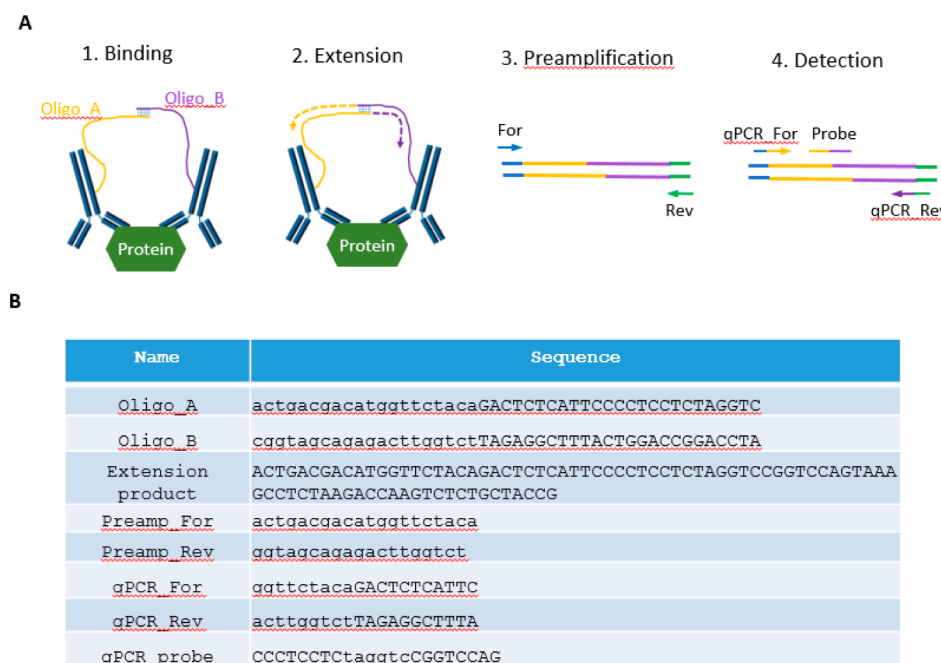 A
1. Binding
2. Extension
3. Preamplification
4. Detection
Oligo_A
Oligo_B
Protein
Protein
For
Rev
qPCR_For
Probe
qPCR_Rev
B
Name Sequence
Oligo_A actgacgacatggttctacaGACTCTCATTCCCCTCCTCTAGGTC
Oligo_B cggtagcagagacttggtctTAGAGGCTTTACTGGACCGGACCTA
Extension ACTGACGACATGGTTCTACAGACTCTCATTCCCCTCCTCTAGGTCCGGTCCAGTAAA
product GCCTCTAAGACCAAGTCTCTGCTACCG
Preamp_For actgacgacatggttctaca
Preamp_Rev ggtagcagagacttggtct
qPCR_For ggttctacaGACTCTCATTC
qPCR_Rev acttggtctTAGAGGCTTTA
qPCR_probe CCCTCCTCtaggtcCGGTCCAG